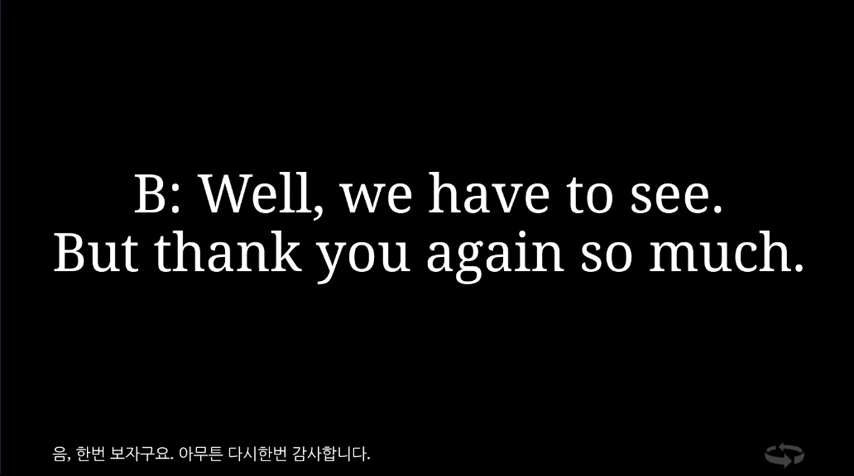 B: Well, we have to see.
But thank you again so much.
음, 한번 보자구요. 아무튼 다시한번 감사합니다.